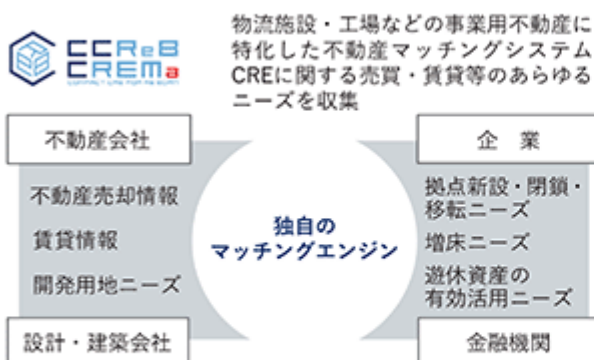 CCReB
CREMa
物流施設・工場などの事業用不動産に
特化した不動産マッチングシステム
CREに関する売買・賃貸等のあらゆる
ニーズを収集
不動産会社
企 業
不動産売却情報
賃貸情報
開発用地ニーズ
独自の
マッチングエンジン
拠点新設・閉鎖・
移転ニーズ
増床ニーズ
遊休資産の
有効活用ニーズ
設計・建築会社
金融機関